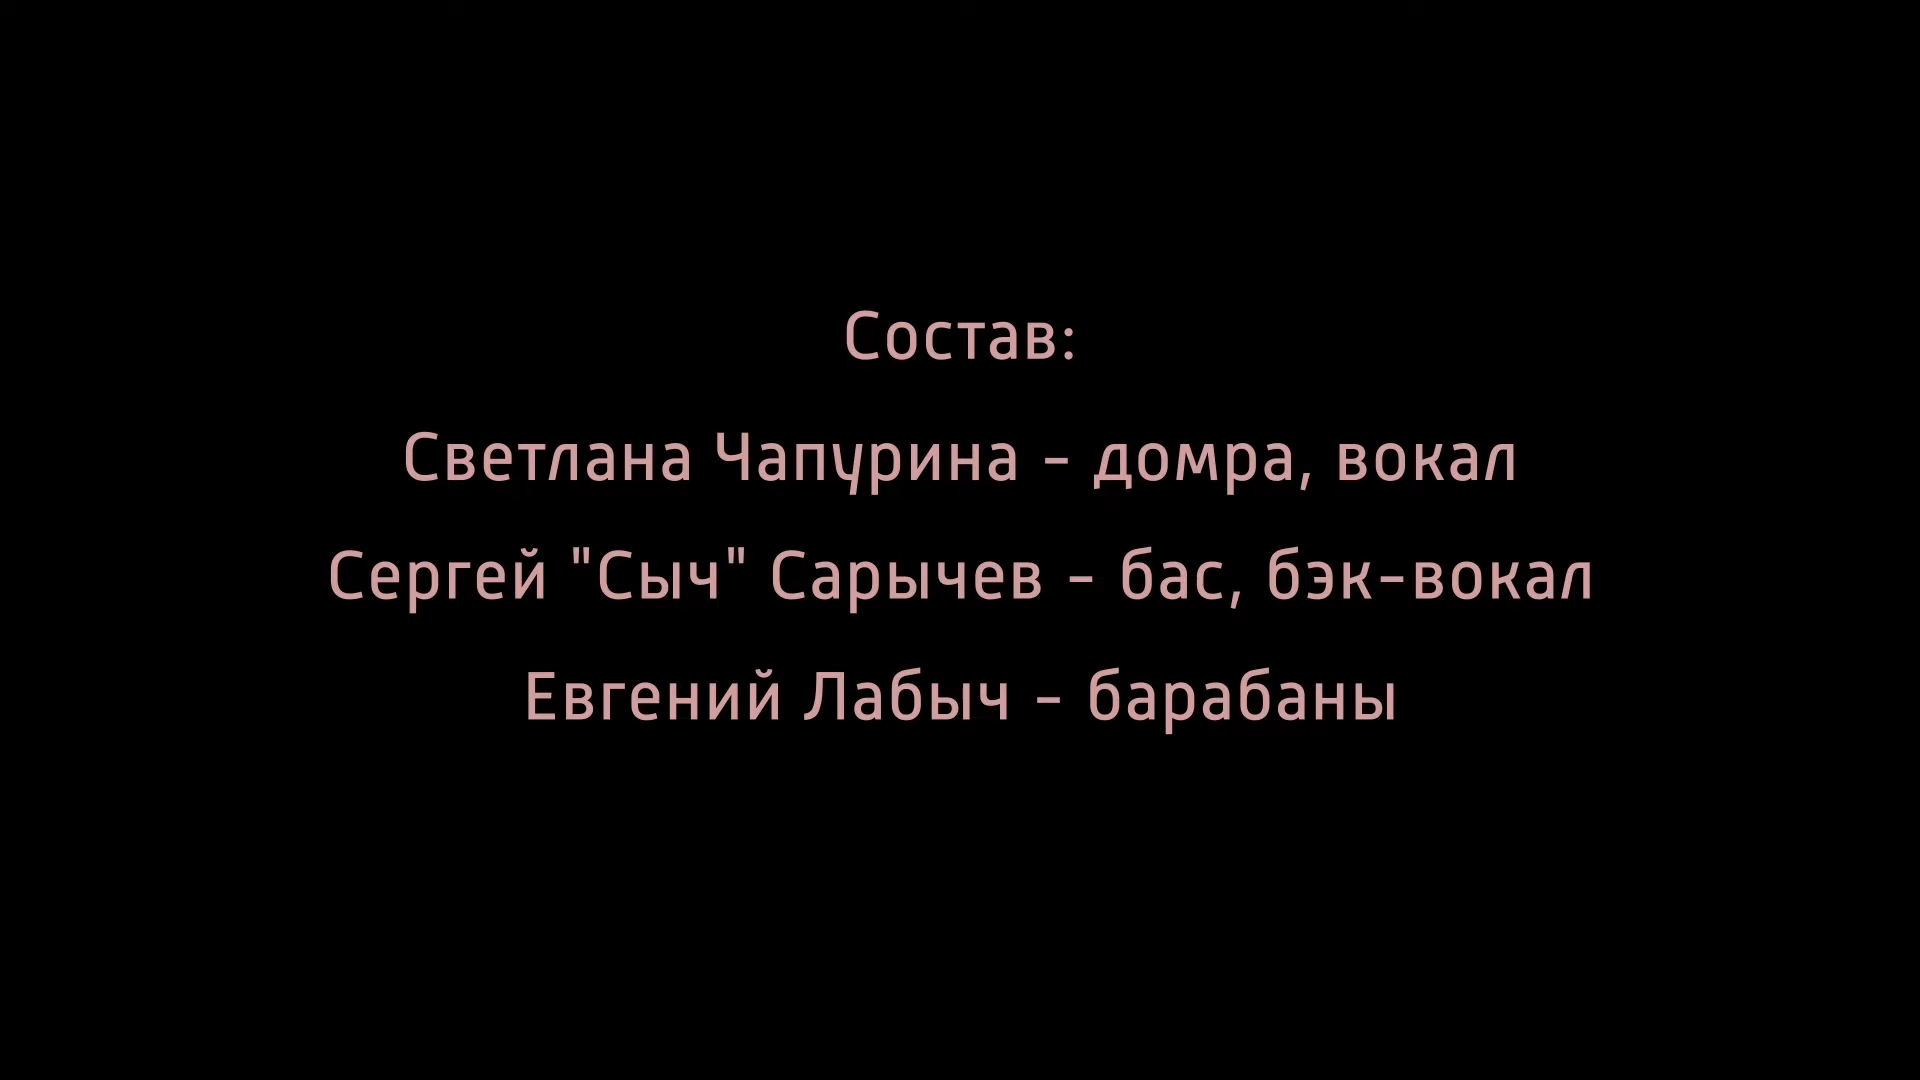 Состав:
Светлана Чапурина - домра, вокал
Сергей "Сыч" Сарычев - бас, бэк-вокал
Евгений Лабыч - барабаны